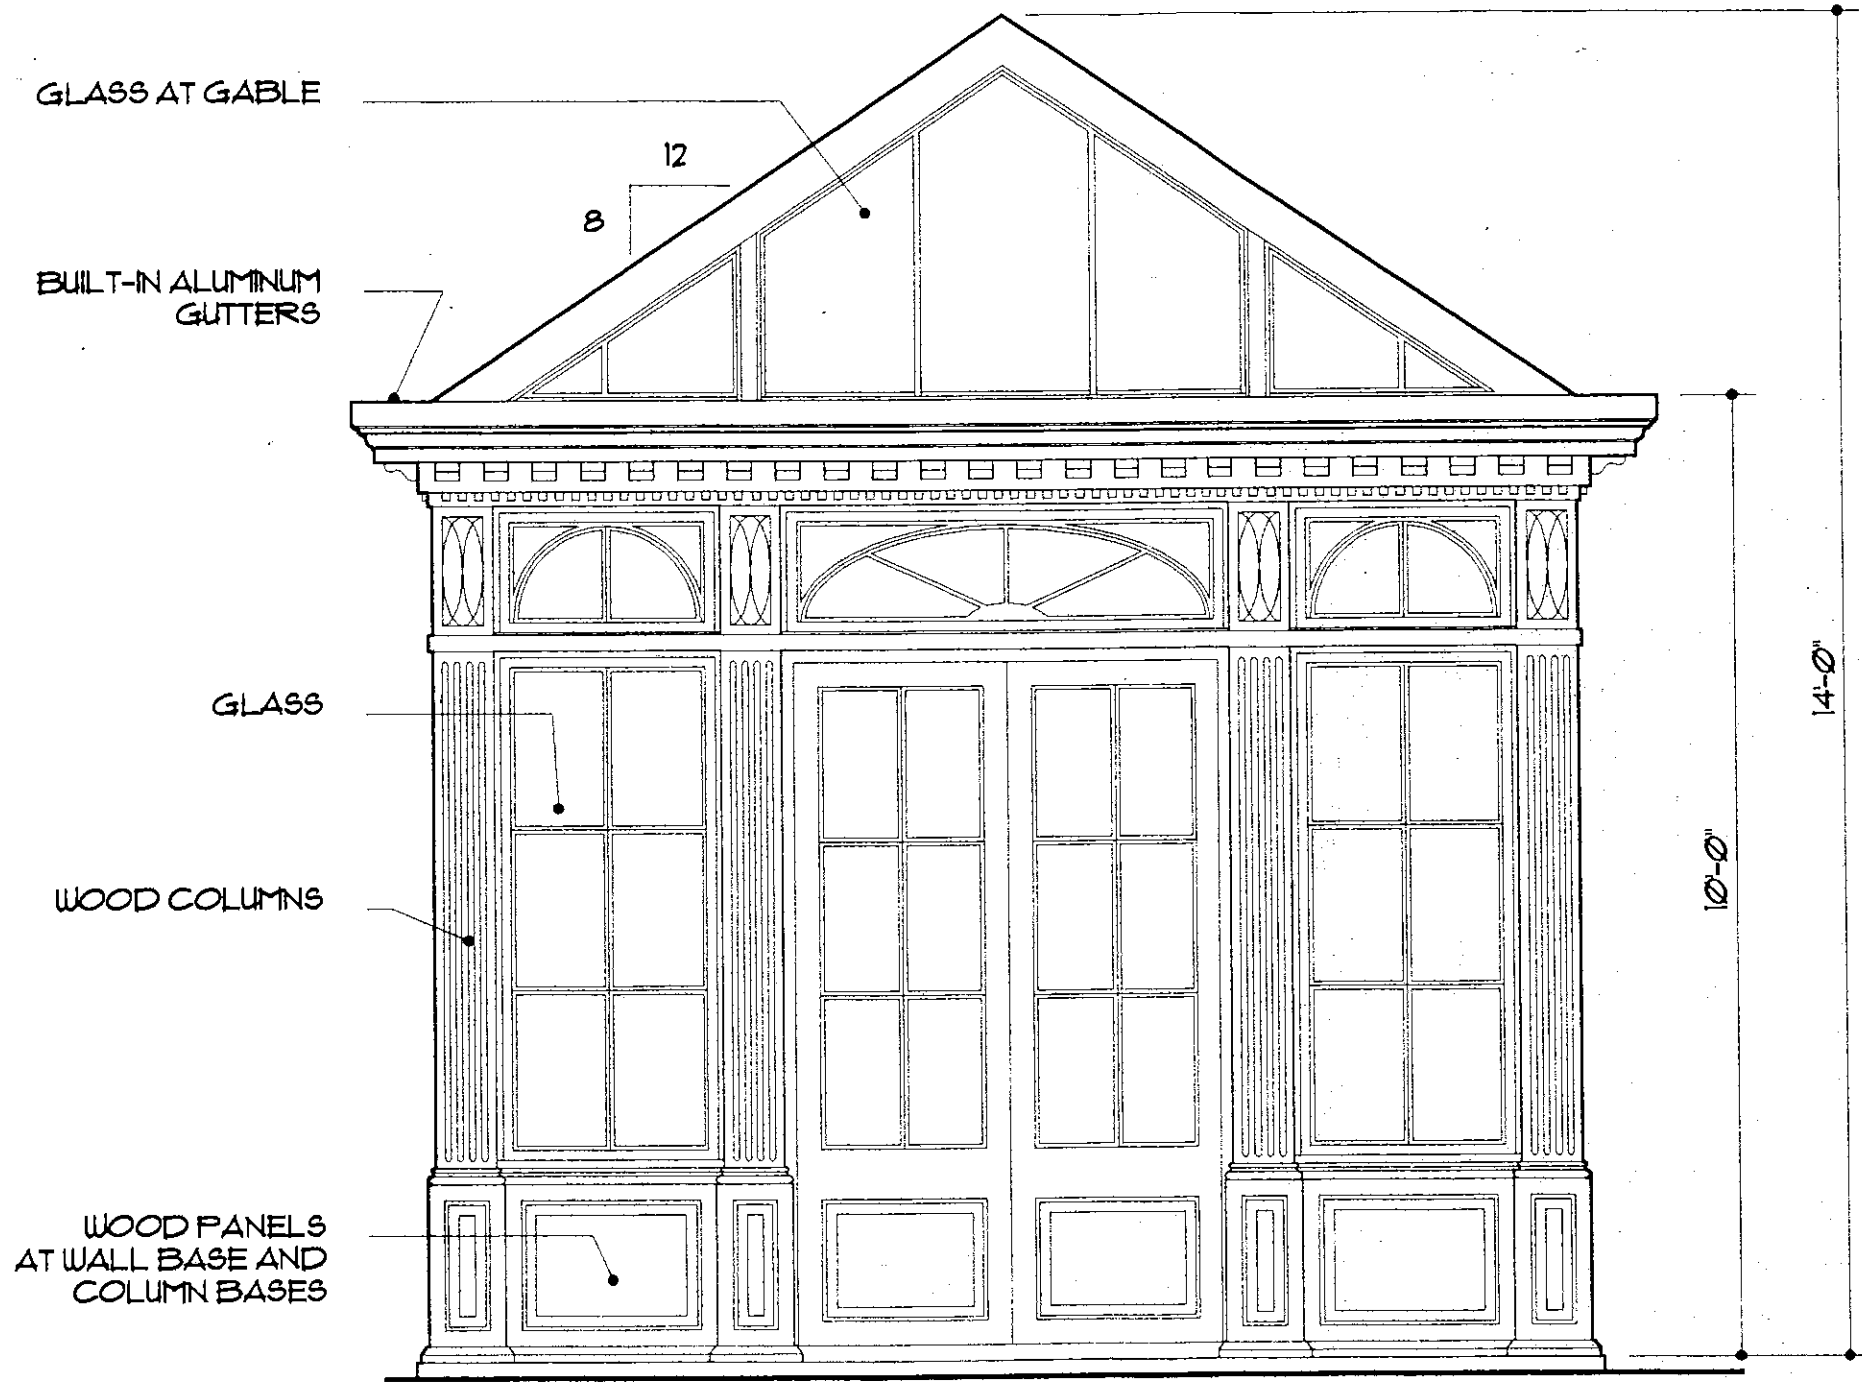 GLASS AT GABLE
12
8
BUILT-IN ALUMINUM
GUTTERS
GLASS
14'-0"
10'-0"
WOOD COLUMNS
WOOD PANELS
AT WALL BASE AND
COLUMN BASES